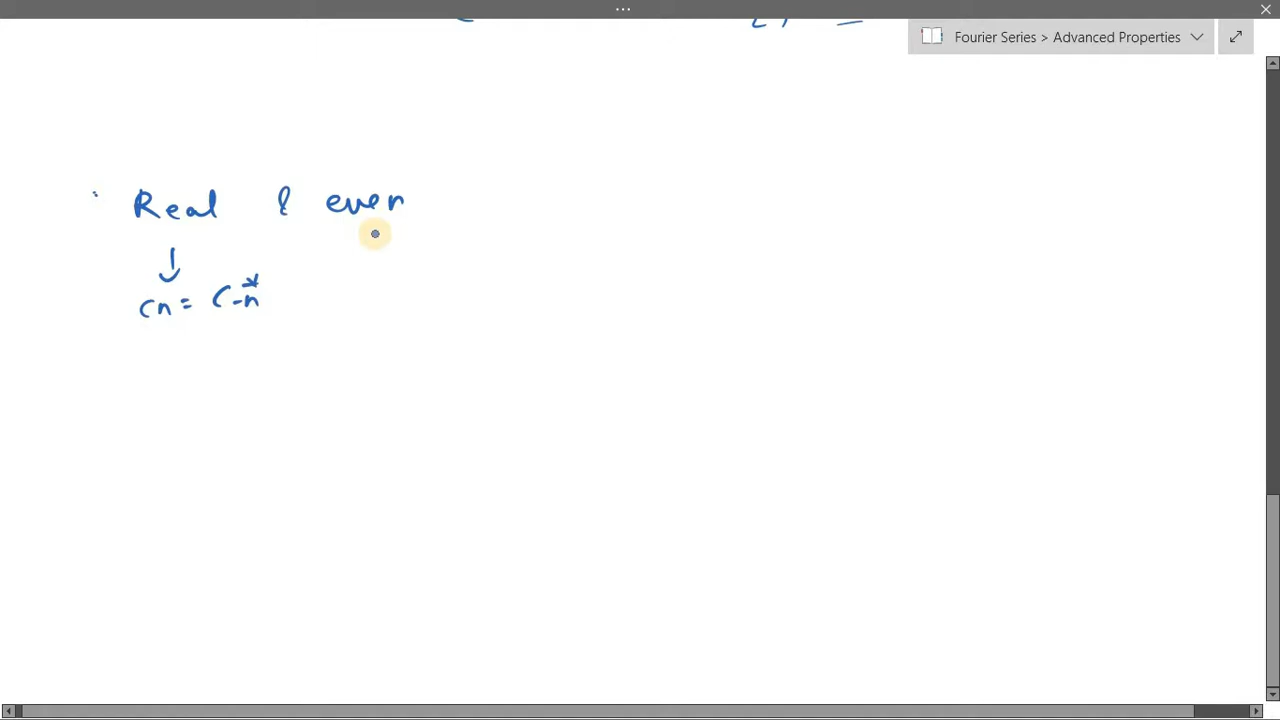 Fourier Series > Advanced Properties
Real & even
↓
Cn = C-n*